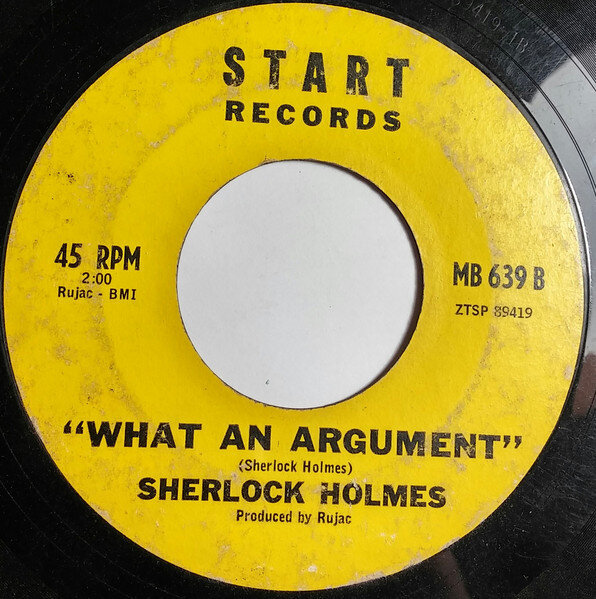 START
RECORDS
45 RPM
2:00
Rujac - BMI
MB 639 B
ZTSP 89419
"WHAT AN ARGUMENT"
(Sherlock Holmes)
SHERLOCK HOLMES
Produced by Rujac